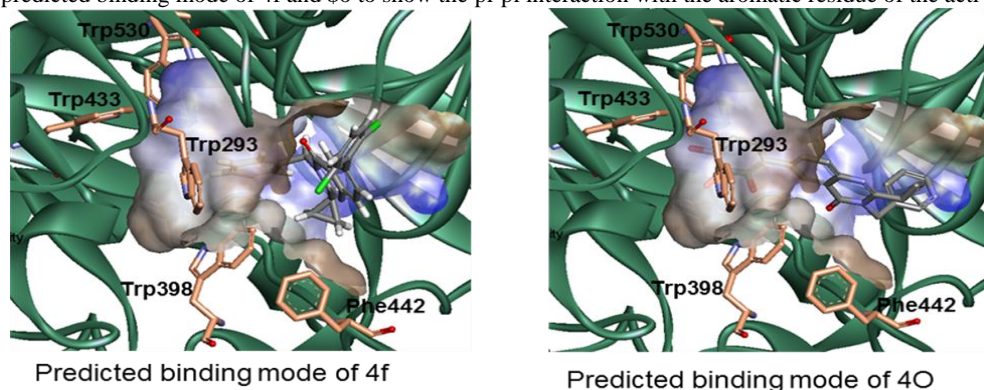 predicted binding mode of 4f and $o to show the pi-pi interaction with the aromatic residue of the acti
Trp530
Trp433
Trp293
Trp398
Phe442
Predicted binding mode of 4f
Trp530
Trp433
Trp293
Trp398
Phe442
Predicted binding mode of 4O